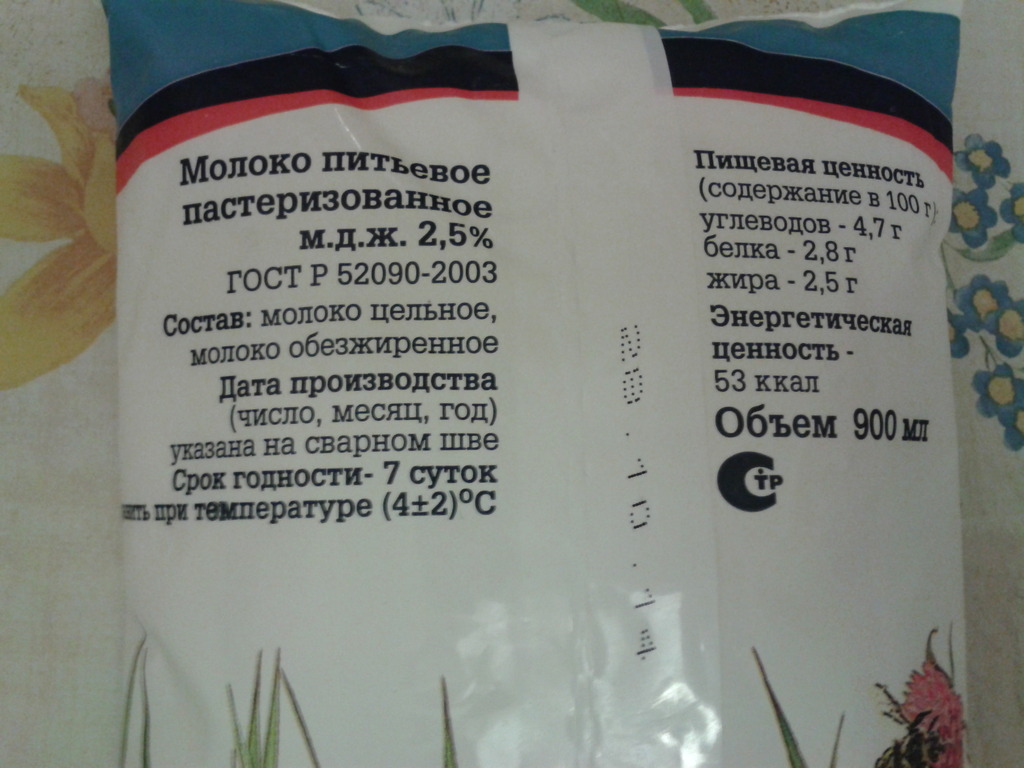 Молоко питьевое
пастеризованное
м.д.ж. 2,5%
ГОСТ Р 52090-2003
Состав: молоко цельное,
молоко обезжиренное
Дата производства
(число, месяц, год)
указана на сварном шве
Срок годности- 7 суток
при температуре (4±2)°С
Пищевая ценность
(содержание в 100 г)
углеводов - 4,7 г
белка - 2,8 г
жира - 2,5 г
Энергетическая
ценность -
53 ккал
Объем 900 мл